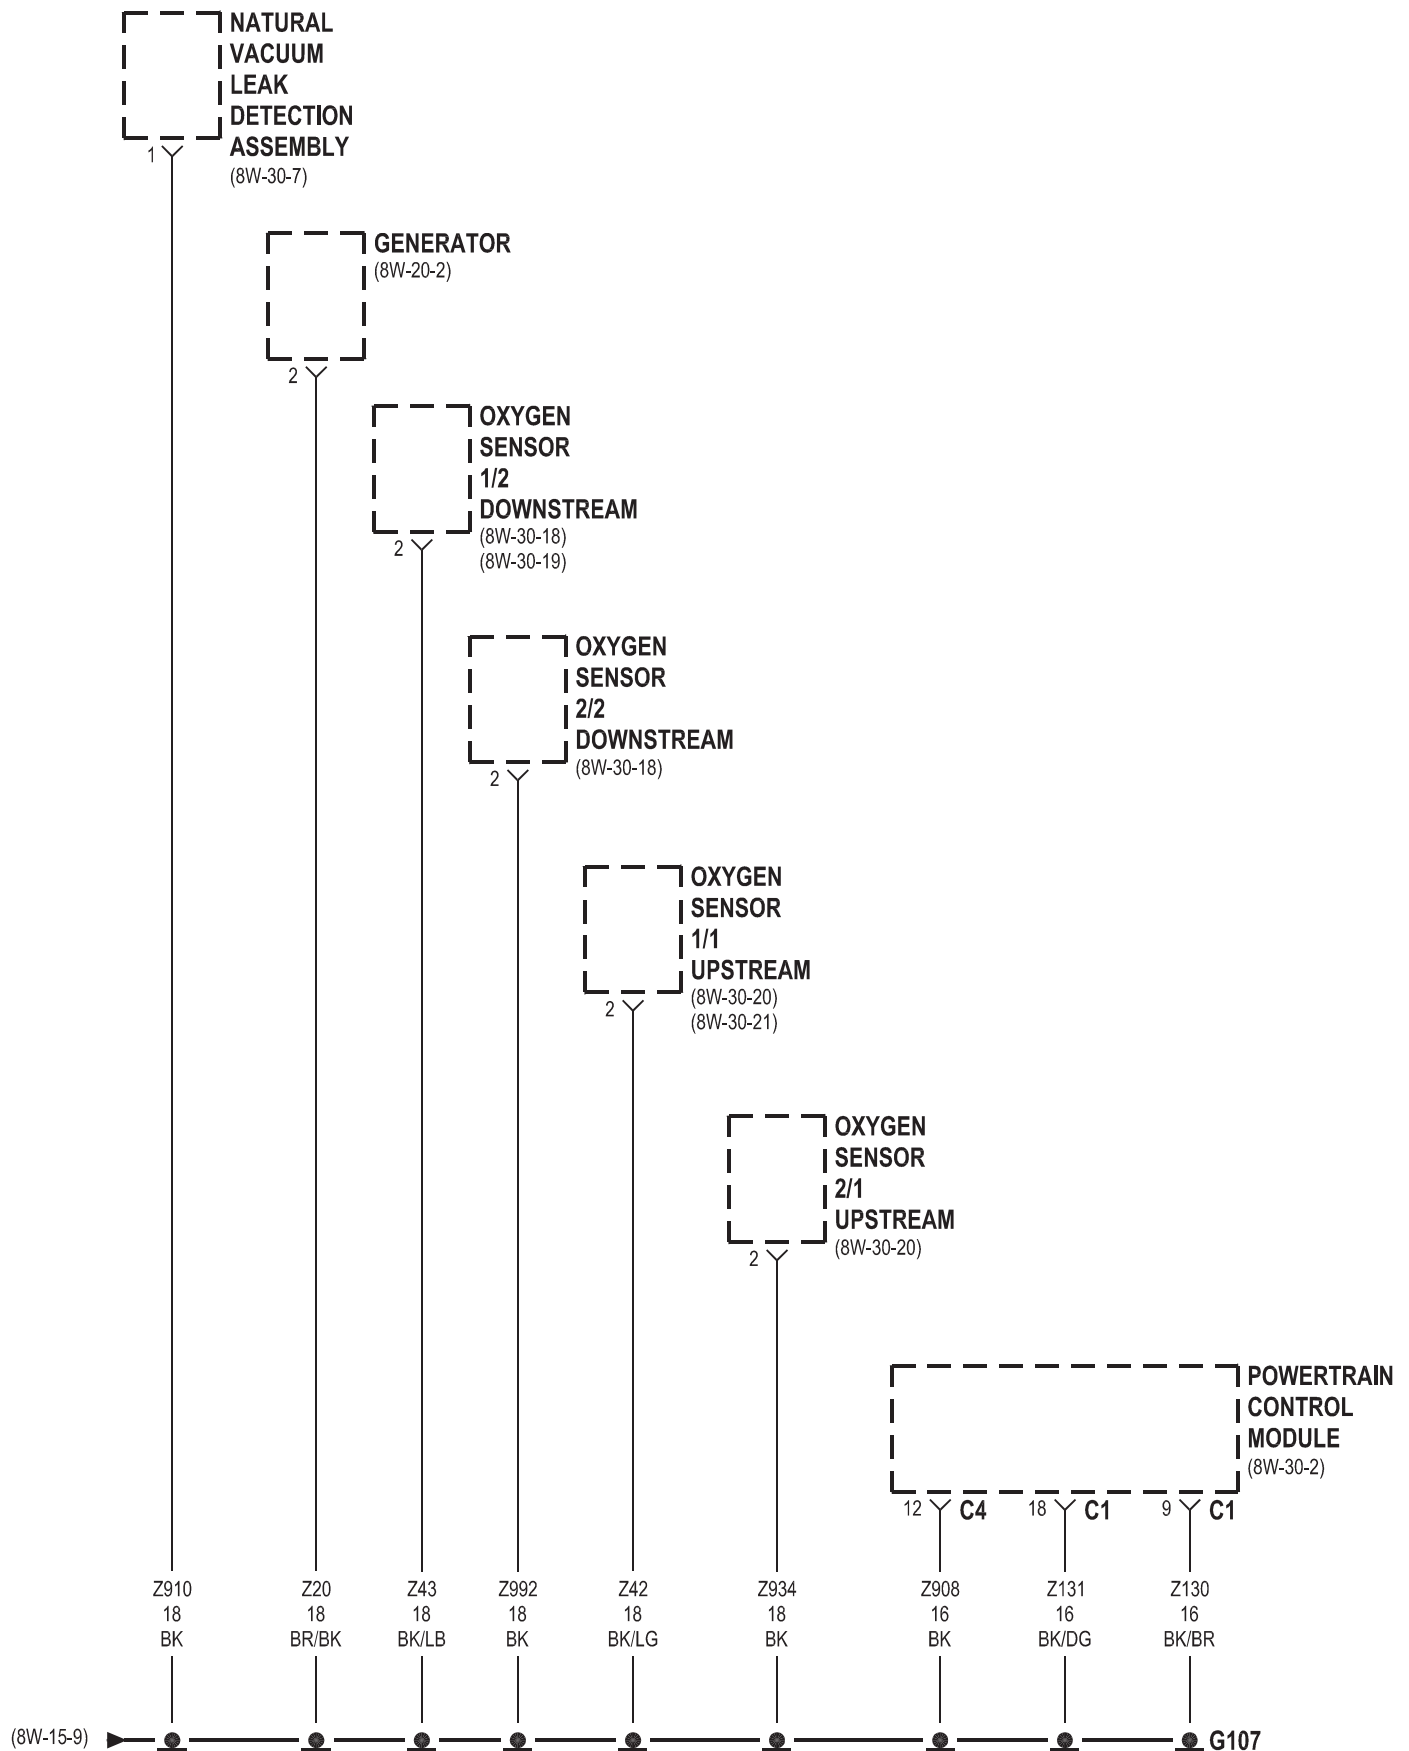 NATURAL
VACUUM
LEAK
DETECTION
ASSEMBLY
(8W-30-7)
1
GENERATOR
(8W-20-2)
2
OXYGEN
SENSOR
1/2
DOWNSTREAM
(8W-30-18)
(8W-30-19)
2
OXYGEN
SENSOR
2/2
DOWNSTREAM
(8W-30-18)
2
OXYGEN
SENSOR
1/1
UPSTREAM
(8W-30-20)
(8W-30-21)
2
OXYGEN
SENSOR
2/1
UPSTREAM
(8W-30-20)
2
POWERTRAIN
CONTROL
MODULE
(8W-30-2)
12 C4 18 C1 9 C1
Z910 Z20 Z43 Z992 Z42 Z934 Z908 Z131 Z130
18 18 18 18 18 18 16 16 16
BK BR/BK BK/LB BK BK/LG BK BK BK/DG BK/BR
(8W-15-9) G107